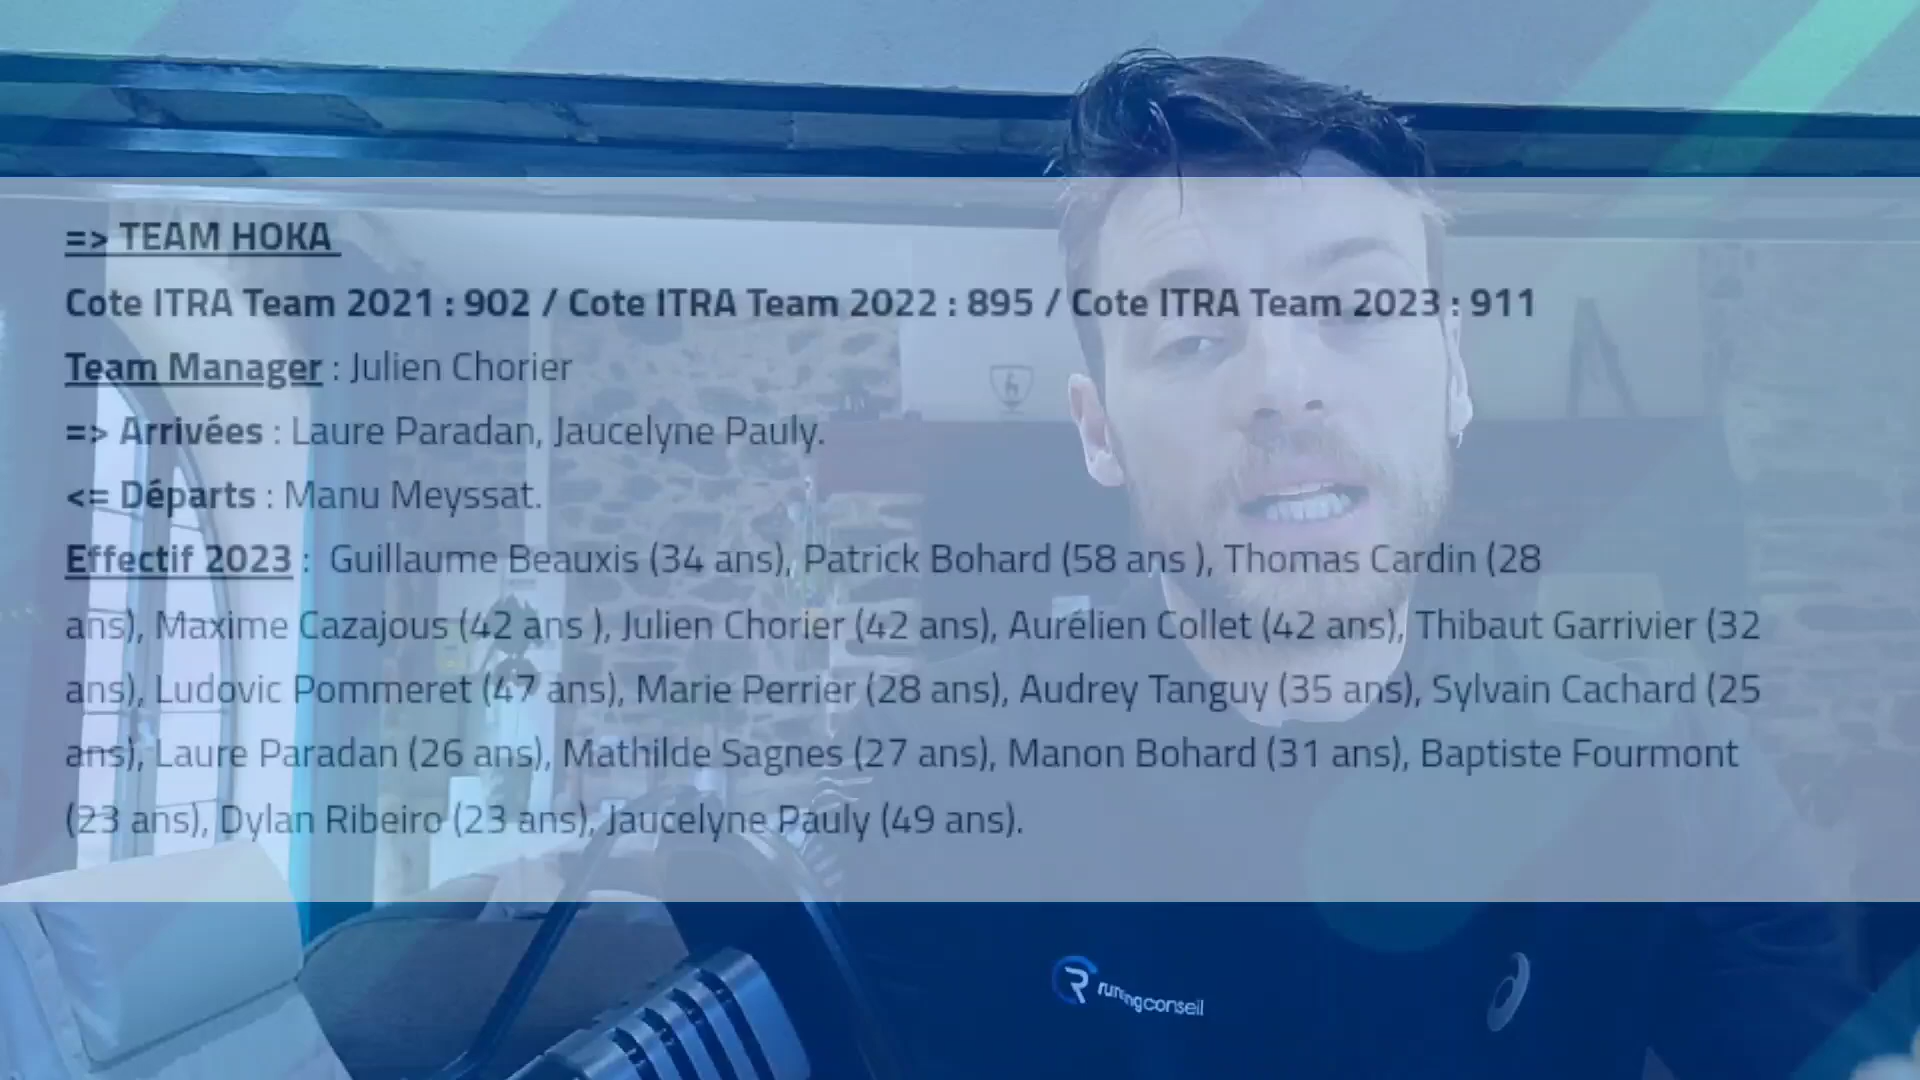 => TEAM HOKA
Cote ITRA Team 2021 : 902 / Cote ITRA Team 2022 : 895 / Cote ITRA Team 2023 : 911
Team Manager : Julien Chorier
=> Arrivées : Laure Paradan, Jaucelyne Pauly.
<= Départs : Manu Meyssat.
Effectif 2023 : Guillaume Beauxis (34 ans), Patrick Bohard (58 ans ), Thomas Cardin (28
ans), Maxime Cazajous (42 ans ), Julien Chorier (42 ans), Aurélien Collet (42 ans), Thibaut Garrivier (32
ans), Ludovic Pommeret (47 ans), Marie Perrier (28 ans), Audrey Tanguy (35 ans), Sylvain Cachard (25
ans), Laure Paradan (26 ans), Mathilde Sagnes (27 ans), Manon Bohard (31 ans), Baptiste Fourmont
(23 ans), Dylan Ribeiro (23 ans), Jaucelyne Pauly (49 ans).
runningconseil